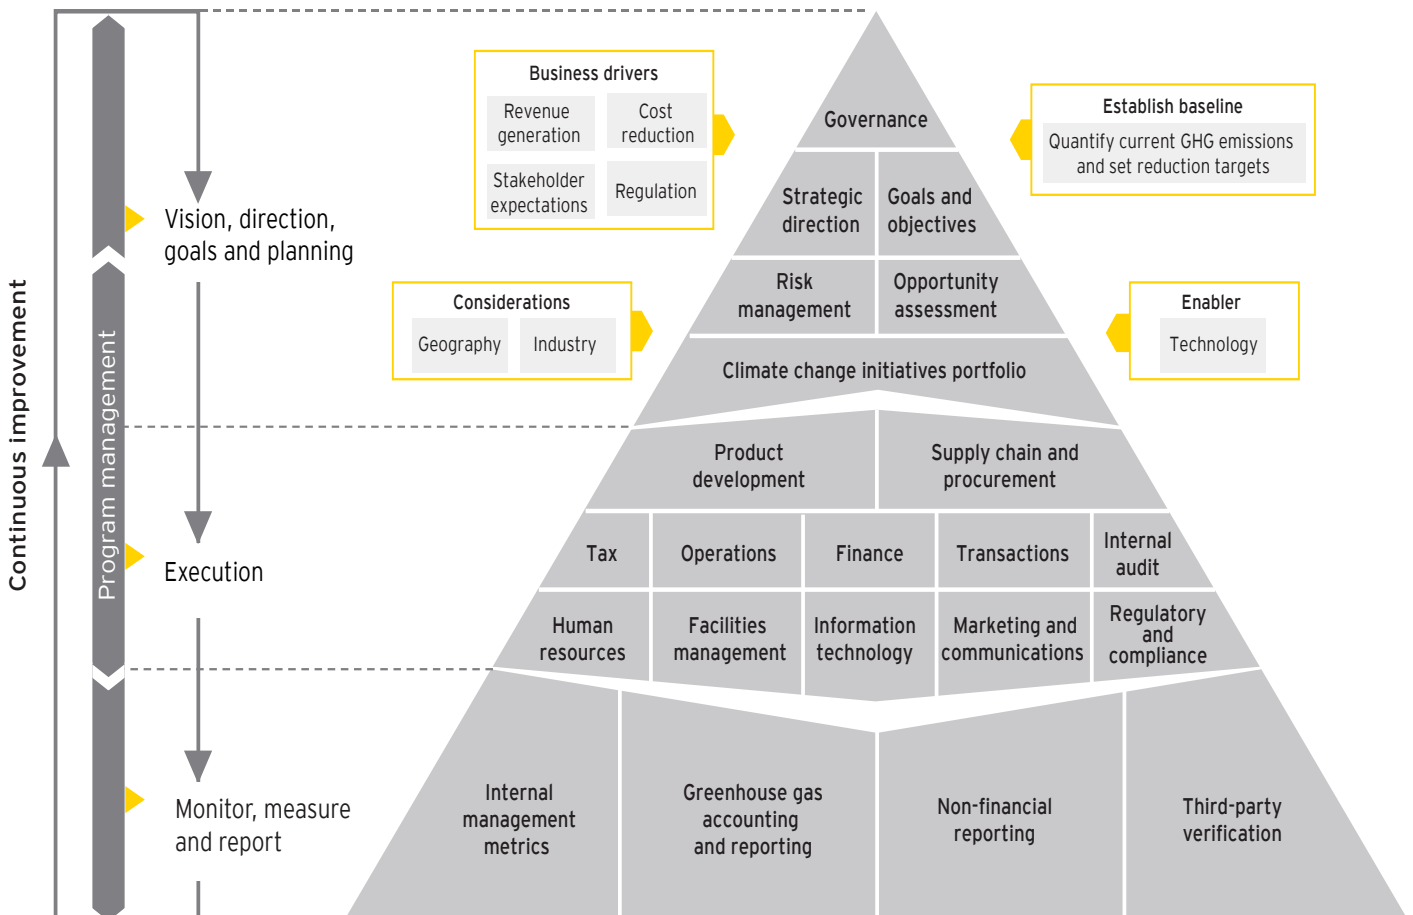 Continuous improvement
Program management
Vision, direction,
goals and planning
Execution
Monitor, measure
and report
Business drivers
Revenue
generation
Cost
reduction
Stakeholder
expectations
Regulation
Considerations
Geography
Industry
Establish baseline
Quantify current GHG emissions
and set reduction targets
Enabler
Technology
Governance
Strategic
direction
Goals and
objectives
Risk
management
Opportunity
assessment
Climate change initiatives portfolio
Product
development
Supply chain and
procurement
Tax
Operations
Finance
Transactions
Internal
audit
Human
resources
Facilities
management
Information
technology
Marketing and
communications
Regulatory
and
compliance
Internal
management
metrics
Greenhouse gas
accounting
and reporting
Non-financial
reporting
Third-party
verification